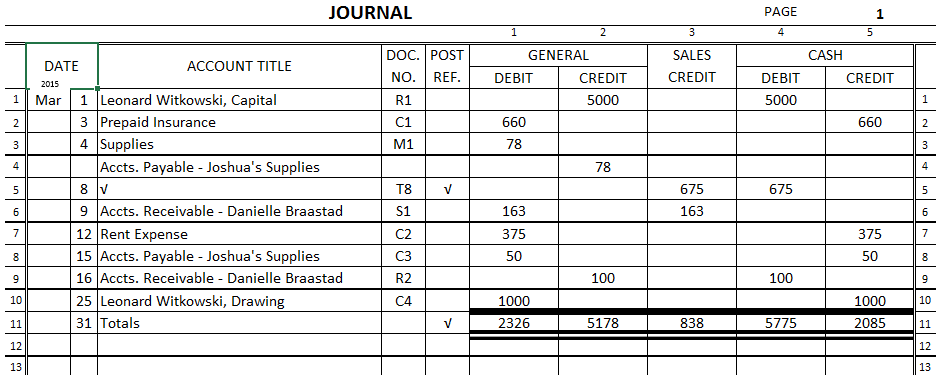 JOURNAL PAGE 1
1 2 3 4 5
DATE ACCOUNT TITLE DOC. NO. POST REF. GENERAL SALES CREDIT CASH
2015 DEBIT CREDIT DEBIT CREDIT
1 Mar 1 Leonard Witkowski, Capital R1 5000 5000 1
2 3 Prepaid Insurance C1 660 660 2
3 4 Supplies M1 78 3
4 Accts. Payable - Joshua's Supplies 78 4
5 8 √ T8 √ 675 675 5
6 9 Accts. Receivable - Danielle Braastad S1 163 163 6
7 12 Rent Expense C2 375 375 7
8 15 Accts. Payable - Joshua's Supplies C3 50 50 8
9 16 Accts. Receivable - Danielle Braastad R2 100 100 9
10 25 Leonard Witkowski, Drawing C4 1000 1000 10
11 31 Totals √ 2326 5178 838 5775 2085 11
12 12
13 13